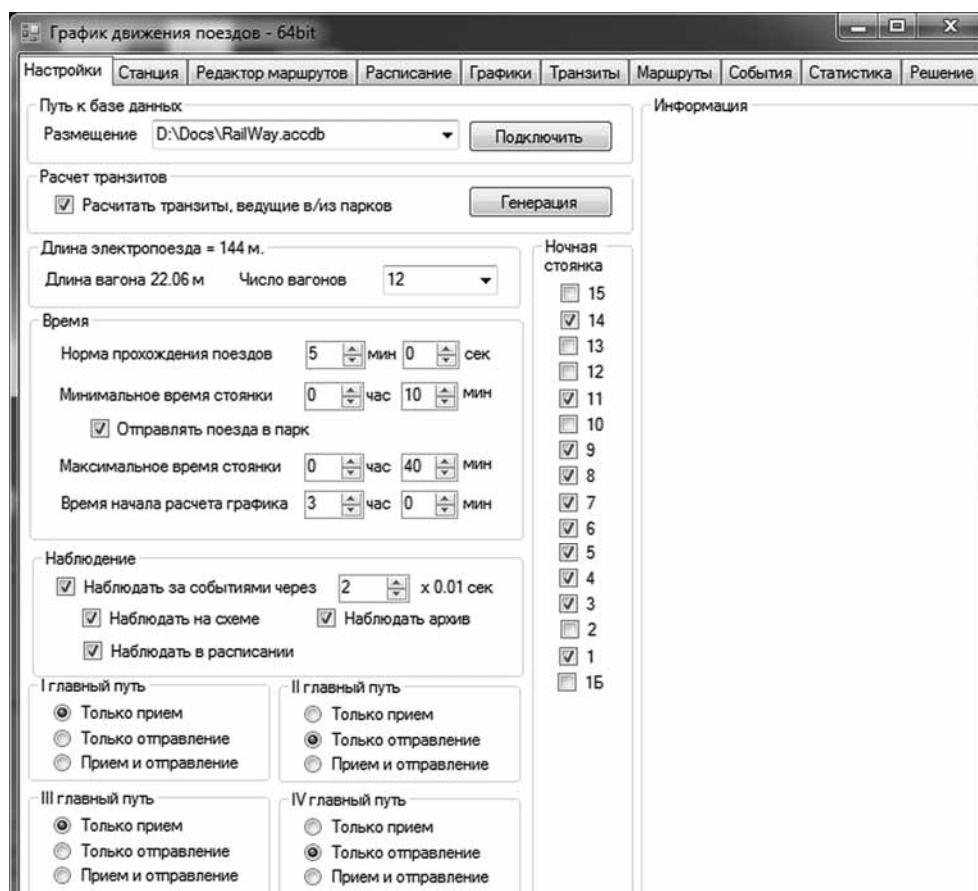 График движения поездов - 64bit
Настройки Станция Редактор маршрутов Расписание Графики Транзиты Маршруты События Статистика Решение
Путь к базе данных
Размещение D:\Docs\RailWay.accdb Подключить
Информация
Расчет транзитов
Расчитать транзиты, ведущие в/из парков Генерация
Длина электропоезда = 144 м.
Длина вагона 22.06 м Число вагонов 12
Время
Норма прохождения поездов 5 мин 0 сек
Минимальное время стоянки 0 час 10 мин
Отправлять поезда в парк
Максимальное время стоянки 0 час 40 мин
Время начала расчета графика 3 час 0 мин
Наблюдение
Наблюдать за событиями через 2 x 0.01 сек
Наблюдать на схеме Наблюдать архив
Наблюдать в расписании
I главный путь
Только прием
Только отправление
Прием и отправление
II главный путь
Только прием
Только отправление
Прием и отправление
III главный путь
Только прием
Только отправление
Прием и отправление
IV главный путь
Только прием
Только отправление
Прием и отправление
Ночная
стоянка
15
14
13
12
11
10
9
8
7
6
5
4
3
2
1
1Б